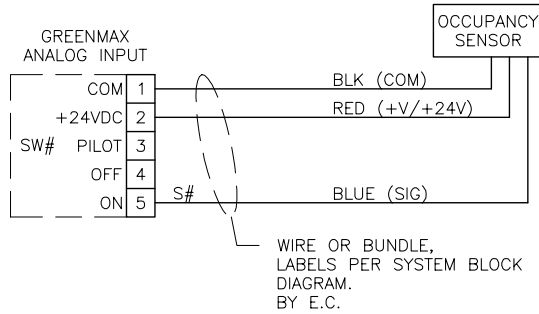 GREENMAX
ANALOG INPUT
OCCUPANCY
SENSOR
COM 1 BLK (COM)
+24VDC 2 RED (+V/+24V)
SW# PILOT 3
OFF 4
ON 5 S# BLUE (SIG)
WIRE OR BUNDLE,
LABELS PER SYSTEM BLOCK
DIAGRAM.
BY E.C.